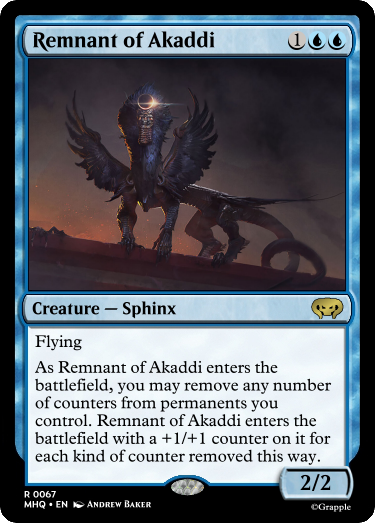 Remnant of Akaddi 1
Creature — Sphinx
Flying
As Remnant of Akaddi enters the
battlefield, you may remove any number
of counters from permanents you
control. Remnant of Akaddi enters the
battlefield with a +1/+1 counter on it for
each kind of counter removed this way.
2/2
R 0067
MHQ • EN Andrew Baker
©Grapple